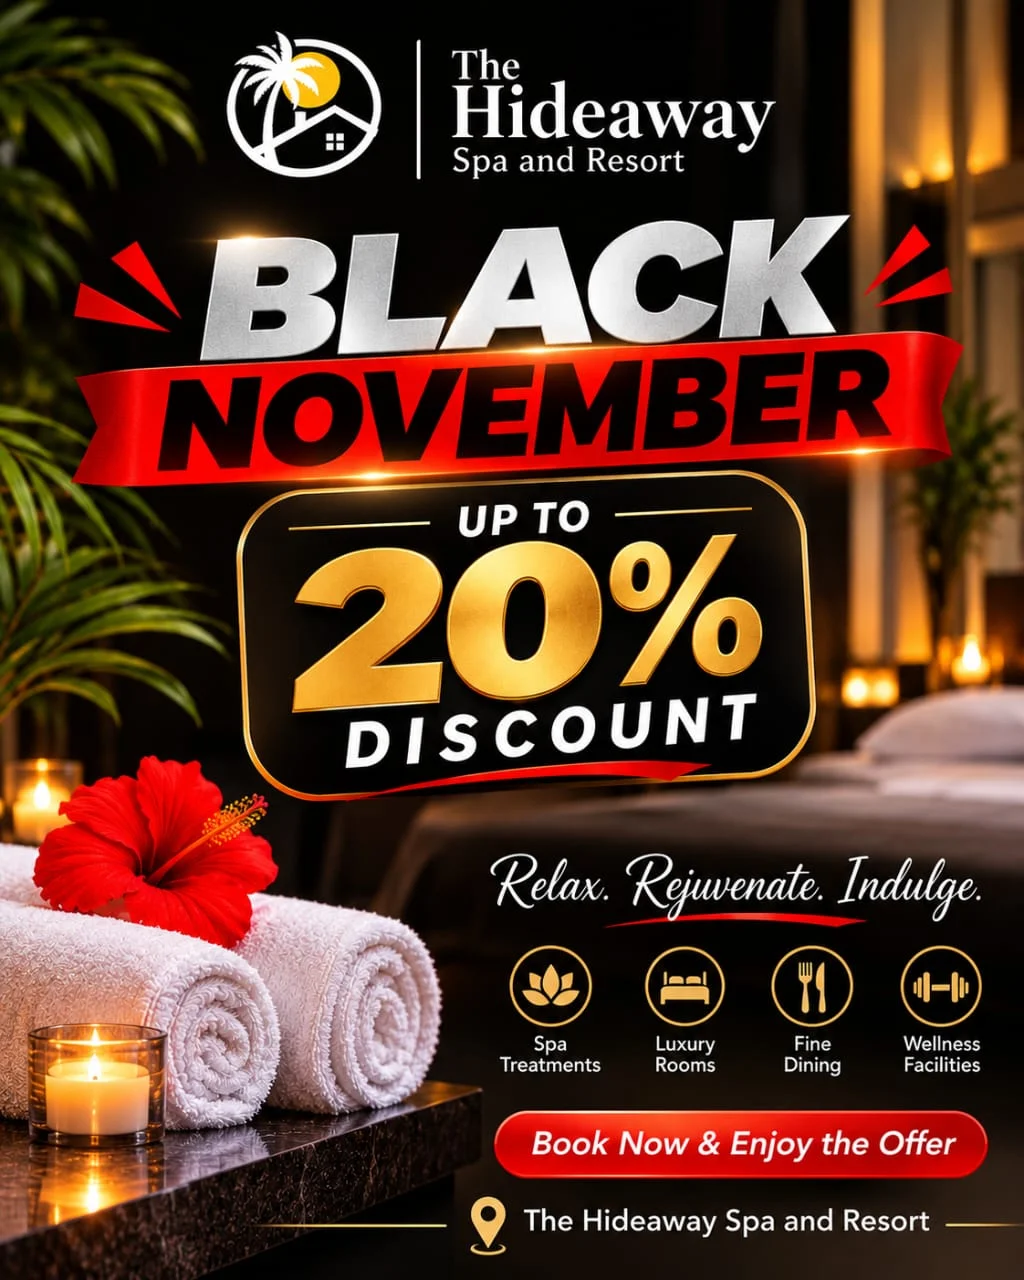 The
Hideaway
Spa and Resort
BLACK
NOVEMBER
UP TO
20%
DISCOUNT
Relax. Rejuvenate. Indulge.
Spa
Treatments
Luxury
Rooms
Fine
Dining
Wellness
Facilities
Book Now & Enjoy the Offer
The Hideaway Spa and Resort